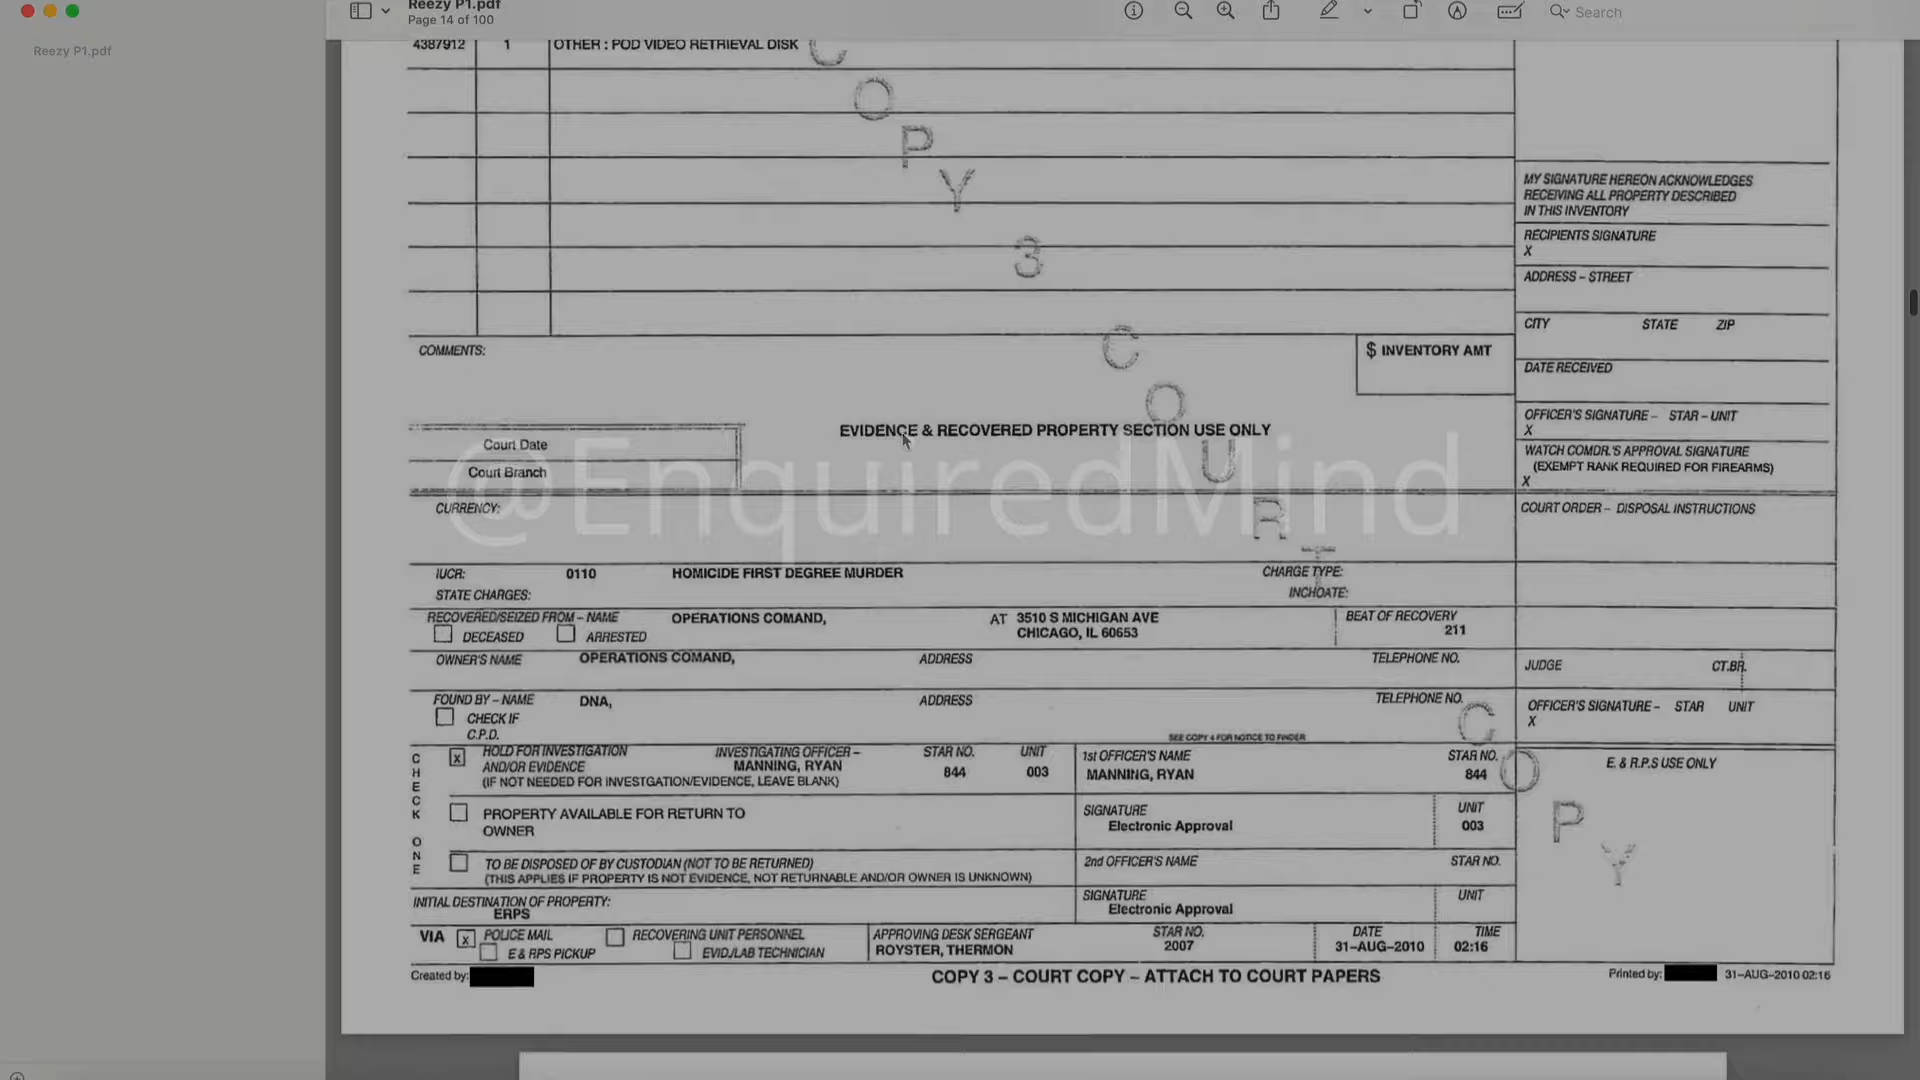 Reezy P1.pdf
Page 14 of 100
Search
Reezy P1.pdf
4387912 1 OTHER : POD VIDEO RETRIEVAL DISK
COPY 3 COURT COPY
MY SIGNATURE HEREON ACKNOWLEDGES
RECEIVING ALL PROPERTY DESCRIBED
IN THIS INVENTORY
RECIPIENTS SIGNATURE
X
ADDRESS – STREET
CITY STATE ZIP
COMMENTS:
$ INVENTORY AMT
DATE RECEIVED
OFFICER'S SIGNATURE – STAR – UNIT
X
EVIDENCE & RECOVERED PROPERTY SECTION USE ONLY
Court Date
Court Branch
WATCH COMDR.'S APPROVAL SIGNATURE
(EXEMPT RANK REQUIRED FOR FIREARMS)
X
@EnquiredMind
CURRENCY:
COURT ORDER – DISPOSAL INSTRUCTIONS
IUCR: 0110 HOMICIDE FIRST DEGREE MURDER CHARGE TYPE:
STATE CHARGES: INCHOATE:
RECOVERED/SEIZED FROM – NAME OPERATIONS COMAND, AT 3510 S MICHIGAN AVE BEAT OF RECOVERY
DECEASED ARRESTED CHICAGO, IL 60653 211
OWNER'S NAME OPERATIONS COMAND, ADDRESS TELEPHONE NO.
JUDGE CT.BR.
FOUND BY – NAME DNA, ADDRESS TELEPHONE NO.
CHECK IF
C.P.D.
OFFICER'S SIGNATURE – STAR UNIT
X
SEE COPY 4 FOR NOTICE TO FINDER
CHECK ONE
x HOLD FOR INVESTIGATION INVESTIGATING OFFICER – STAR NO. UNIT
AND/OR EVIDENCE MANNING, RYAN 844 003
(IF NOT NEEDED FOR INVESTGATION/EVIDENCE, LEAVE BLANK)
1st OFFICER'S NAME STAR NO.
MANNING, RYAN 844
E. & R.P.S USE ONLY
PROPERTY AVAILABLE FOR RETURN TO
OWNER
SIGNATURE UNIT
Electronic Approval 003
TO BE DISPOSED OF BY CUSTODIAN (NOT TO BE RETURNED)
(THIS APPLIES IF PROPERTY IS NOT EVIDENCE, NOT RETURNABLE AND/OR OWNER IS UNKNOWN)
2nd OFFICER'S NAME STAR NO.
INITIAL DESTINATION OF PROPERTY:
ERPS
SIGNATURE UNIT
Electronic Approval
VIA x POLICE MAIL RECOVERING UNIT PERSONNEL
E & RPS PICKUP EVID/LAB TECHNICIAN
APPROVING DESK SERGEANT STAR NO. DATE TIME
ROYSTER, THERMON 2007 31–AUG–2010 02:16
Created by: COPY 3 – COURT COPY – ATTACH TO COURT PAPERS Printed by: 31–AUG–2010 02:16